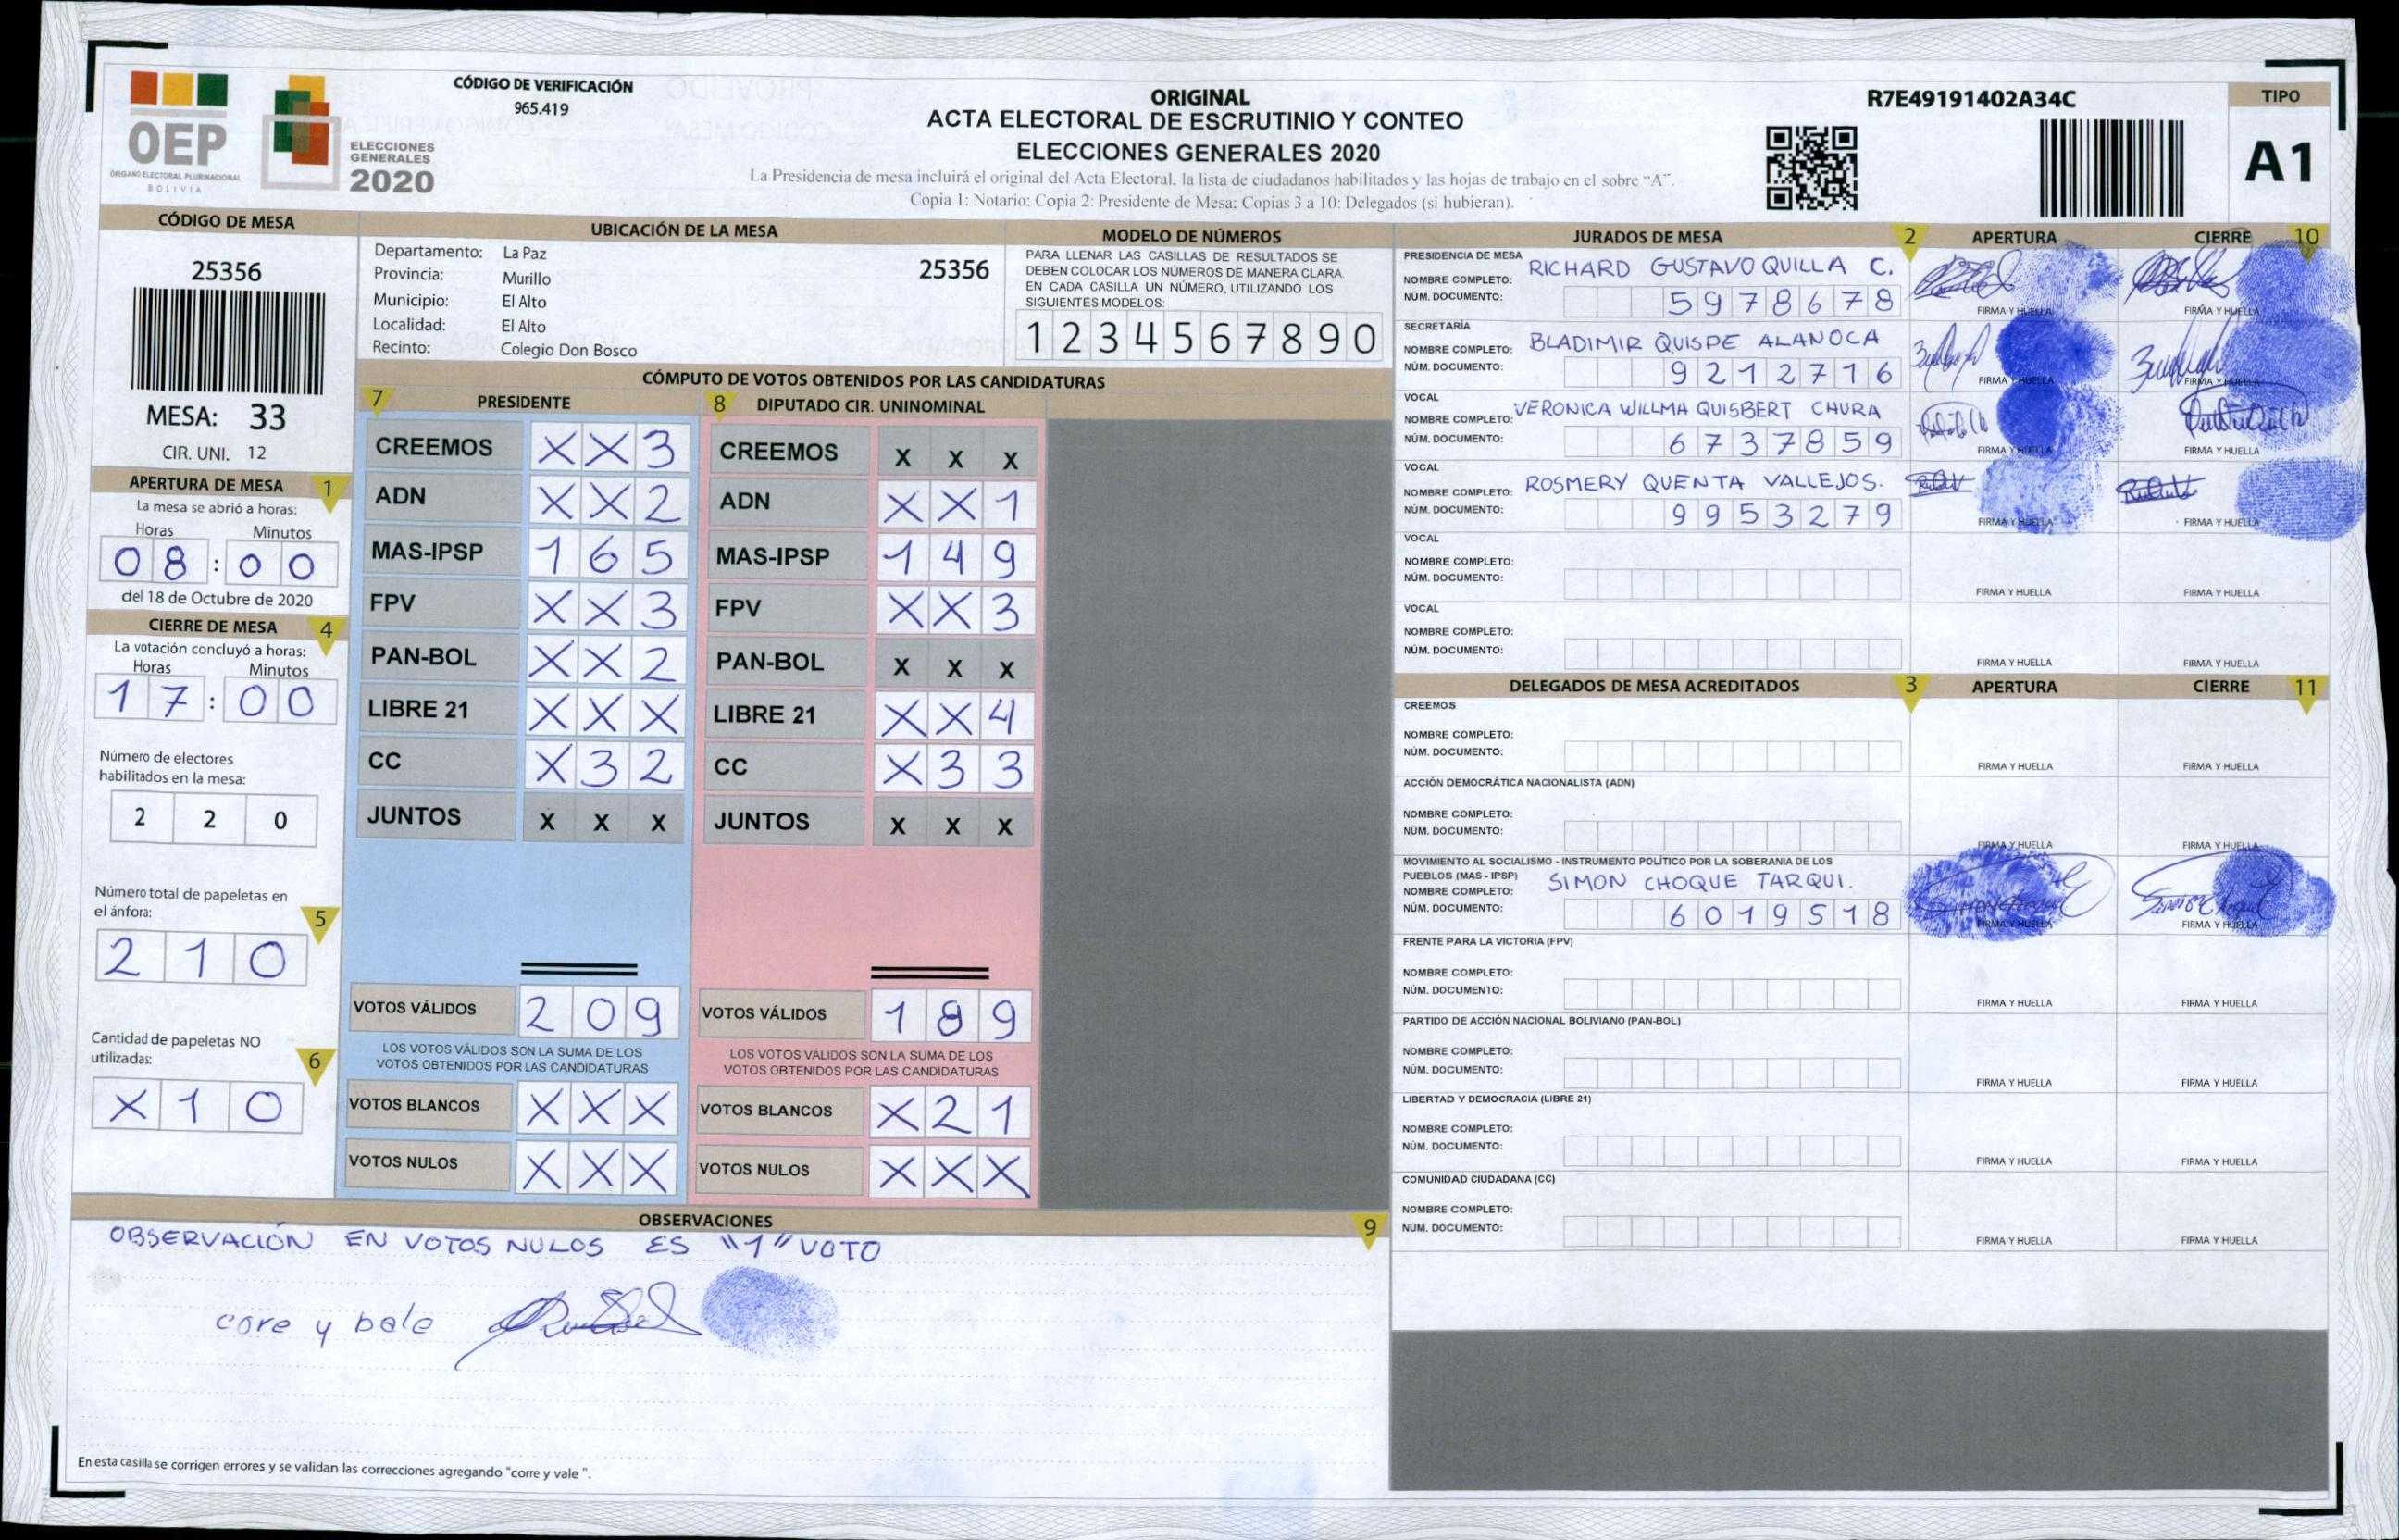 CÓDIGO DE VERIFICACIÓN
965.419
OEP
ÓRGANO ELECTORAL PLURINACIONAL
BOLIVIA
ELECCIONES
GENERALES
2020
ORIGINAL
ACTA ELECTORAL DE ESCRUTINIO Y CONTEO
ELECCIONES GENERALES 2020
La Presidencia de mesa incluirá el original del Acta Electoral, la lista de ciudadanos habilitados y las hojas de trabajo en el sobre “A”.
Copia 1: Notario; Copia 2: Presidente de Mesa; Copias 3 a 10: Delegados (si hubieran).
R7E49191402A34C
TIPO
A1
CÓDIGO DE MESA
25356
MESA: 33
CIR. UNI. 12
APERTURA DE MESA 1
La mesa se abrió a horas:
Horas Minutos
08:00
del 18 de Octubre de 2020
CIERRE DE MESA 4
La votación concluyó a horas:
Horas Minutos
17:00
Número de electores
habilitados en la mesa:
2 2 0
Número total de papeletas en
el ánfora: 5
2 1 0
Cantidad de papeletas NO
utilizadas: 6
X 1 0
UBICACIÓN DE LA MESA
Departamento: La Paz
25356
Provincia: Murillo
Municipio: El Alto
Localidad: El Alto
Recinto: Colegio Don Bosco
MODELO DE NÚMEROS
PARA LLENAR LAS CASILLAS DE RESULTADOS SE
DEBEN COLOCAR LOS NÚMEROS DE MANERA CLARA.
EN CADA CASILLA UN NÚMERO, UTILIZANDO LOS
SIGUIENTES MODELOS:
1 2 3 4 5 6 7 8 9 0
CÓMPUTO DE VOTOS OBTENIDOS POR LAS CANDIDATURAS
7 PRESIDENTE
CREEMOS X X 3
ADN X X 2
MAS-IPSP 1 6 5
FPV X X 3
PAN-BOL X X 2
LIBRE 21 X X X
CC X 3 2
JUNTOS X X X
VOTOS VÁLIDOS 2 0 9
LOS VOTOS VÁLIDOS SON LA SUMA DE LOS
VOTOS OBTENIDOS POR LAS CANDIDATURAS
VOTOS BLANCOS X X X
VOTOS NULOS X X X
8 DIPUTADO CIR. UNINOMINAL
CREEMOS X X X
ADN X X 1
MAS-IPSP 1 4 9
FPV X X 3
PAN-BOL X X X
LIBRE 21 X X 4
CC X 3 3
JUNTOS X X X
VOTOS VÁLIDOS 1 8 9
LOS VOTOS VÁLIDOS SON LA SUMA DE LOS
VOTOS OBTENIDOS POR LAS CANDIDATURAS
VOTOS BLANCOS X 2 1
VOTOS NULOS X X X
OBSERVACIONES 9
OBSERVACIÓN EN VOTOS NULOS ES "1" VOTO
core y bale
En esta casilla se corrigen errores y se validan las correcciones agregando "corre y vale ".
JURADOS DE MESA 2 APERTURA CIERRE 10
PRESIDENCIA DE MESA
NOMBRE COMPLETO: RICHARD GUSTAVO QUILLA C.
NÚM. DOCUMENTO: 5978678
FIRMA Y HUELLA FIRMA Y HUELLA
SECRETARÍA
NOMBRE COMPLETO: BLADIMIR QUISPE ALANOCA
NÚM. DOCUMENTO: 9212716
FIRMA Y HUELLA FIRMA Y HUELLA
VOCAL
NOMBRE COMPLETO: VERONICA WILLMA QUISBERT CHURA
NÚM. DOCUMENTO: 6737859
FIRMA Y HUELLA FIRMA Y HUELLA
VOCAL
NOMBRE COMPLETO: ROSMERY QUENTA VALLEJOS.
NÚM. DOCUMENTO: 9953279
FIRMA Y HUELLA FIRMA Y HUELLA
VOCAL
NOMBRE COMPLETO:
NÚM. DOCUMENTO:
FIRMA Y HUELLA FIRMA Y HUELLA
VOCAL
NOMBRE COMPLETO:
NÚM. DOCUMENTO:
FIRMA Y HUELLA FIRMA Y HUELLA
DELEGADOS DE MESA ACREDITADOS 3 APERTURA CIERRE 11
CREEMOS
NOMBRE COMPLETO:
NÚM. DOCUMENTO:
FIRMA Y HUELLA FIRMA Y HUELLA
ACCIÓN DEMOCRÁTICA NACIONALISTA (ADN)
NOMBRE COMPLETO:
NÚM. DOCUMENTO:
FIRMA Y HUELLA FIRMA Y HUELLA
MOVIMIENTO AL SOCIALISMO - INSTRUMENTO POLÍTICO POR LA SOBERANIA DE LOS
PUEBLOS (MAS - IPSP)
NOMBRE COMPLETO: SIMON CHOQUE TARQUI.
NÚM. DOCUMENTO: 6019518
FIRMA Y HUELLA FIRMA Y HUELLA
FRENTE PARA LA VICTORIA (FPV)
NOMBRE COMPLETO:
NÚM. DOCUMENTO:
FIRMA Y HUELLA FIRMA Y HUELLA
PARTIDO DE ACCIÓN NACIONAL BOLIVIANO (PAN-BOL)
NOMBRE COMPLETO:
NÚM. DOCUMENTO:
FIRMA Y HUELLA FIRMA Y HUELLA
LIBERTAD Y DEMOCRACIA (LIBRE 21)
NOMBRE COMPLETO:
NÚM. DOCUMENTO:
FIRMA Y HUELLA FIRMA Y HUELLA
COMUNIDAD CIUDADANA (CC)
NOMBRE COMPLETO:
NÚM. DOCUMENTO:
FIRMA Y HUELLA FIRMA Y HUELLA